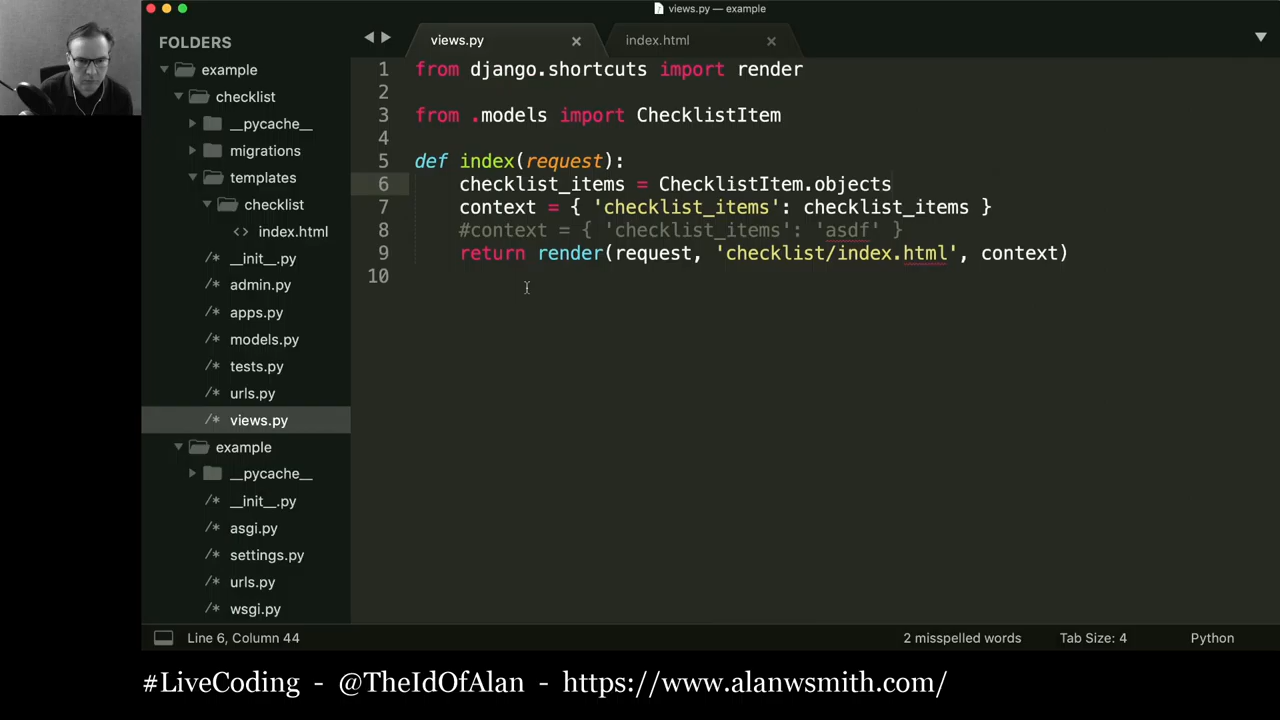 views.py — example
FOLDERS
example
checklist
__pycache__
migrations
templates
checklist
<> index.html
/* __init__.py
/* admin.py
/* apps.py
/* models.py
/* tests.py
/* urls.py
/* views.py
example
__pycache__
/* __init__.py
/* asgi.py
/* settings.py
/* urls.py
/* wsgi.py
views.py ×
index.html ×
1 from django.shortcuts import render
2
3 from .models import ChecklistItem
4
5 def index(request):
6 checklist_items = ChecklistItem.objects
7 context = { 'checklist_items': checklist_items }
8 #context = { 'checklist_items': 'asdf' }
9 return render(request, 'checklist/index.html', context)
10
Line 6, Column 44
2 misspelled words
Tab Size: 4
Python
#LiveCoding - @TheIdOfAlan - https://www.alanwsmith.com/